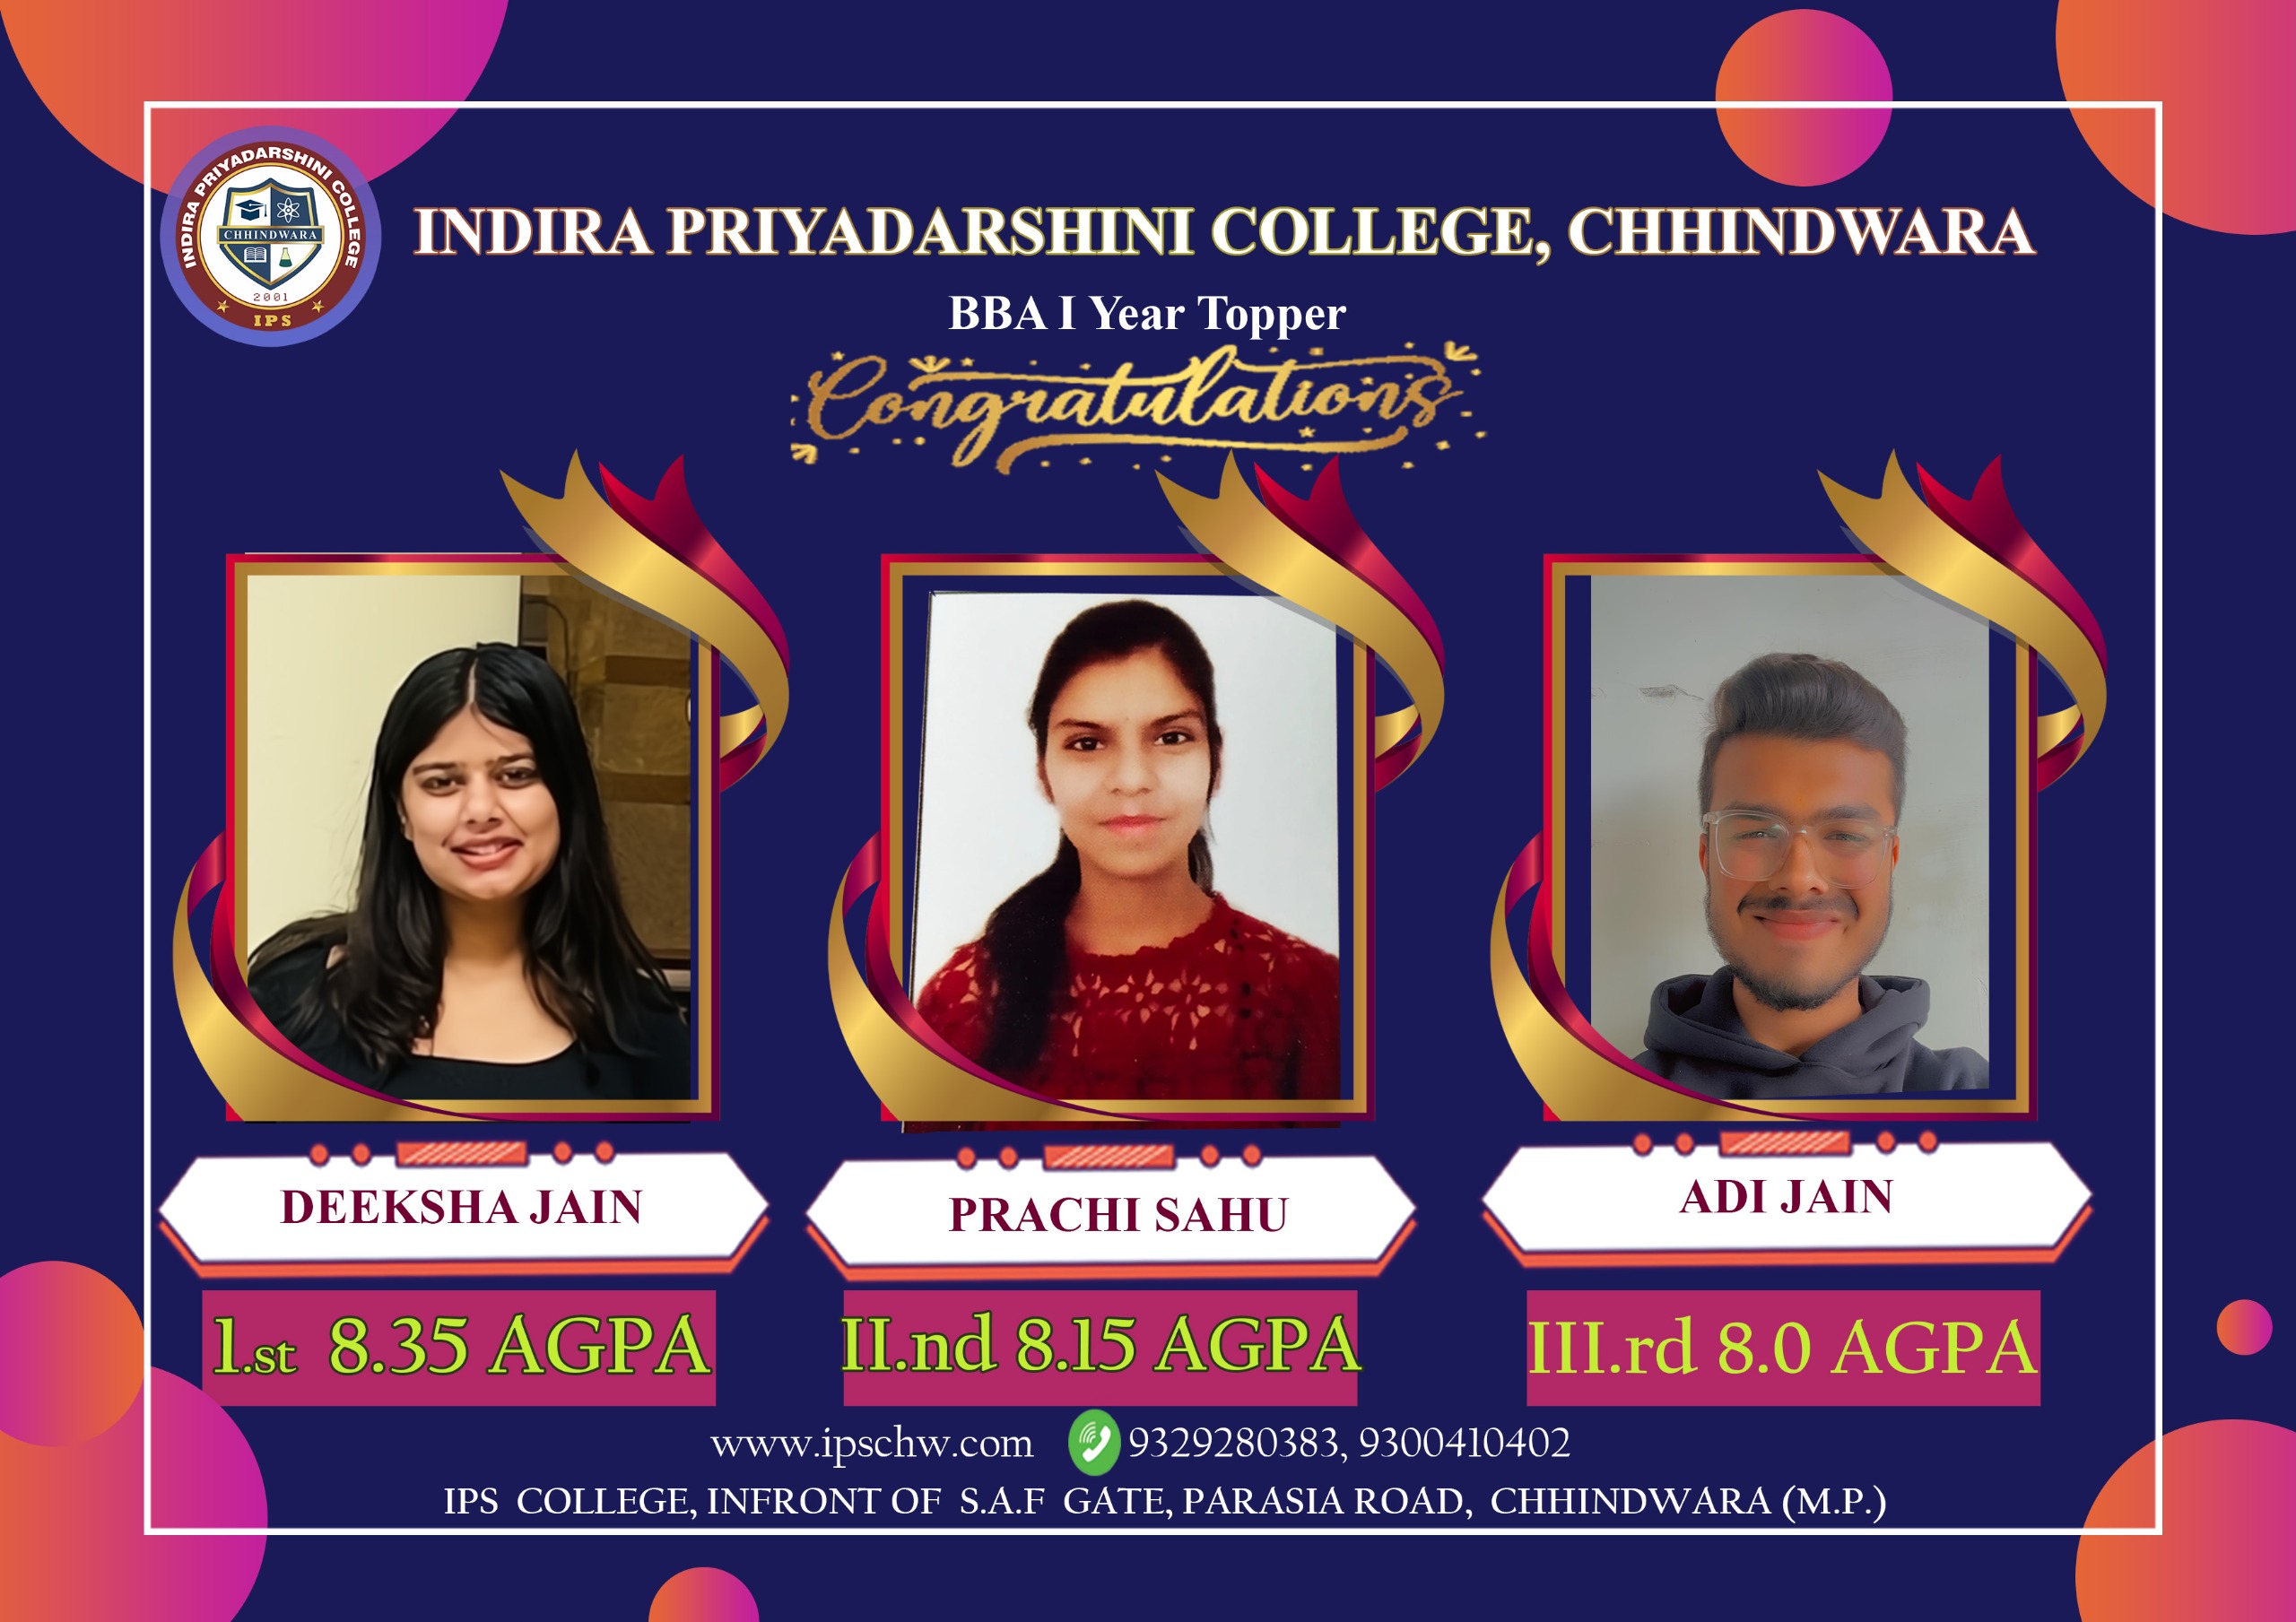 INDIRA PRIYADARSHINI COLLEGE
CHHINDWARA
2001
IPS
INDIRA PRIYADARSHINI COLLEGE, CHHINDWARA
BBA I Year Topper
Congratulations
DEEKSHA JAIN
PRACHI SAHU
ADI JAIN
1.st 8.35 AGPA
II.nd 8.15 AGPA
III.rd 8.0 AGPA
www.ipschw.com 9329280383, 9300410402
IPS COLLEGE, INFRONT OF S.A.F GATE, PARASIA ROAD, CHHINDWARA (M.P.)